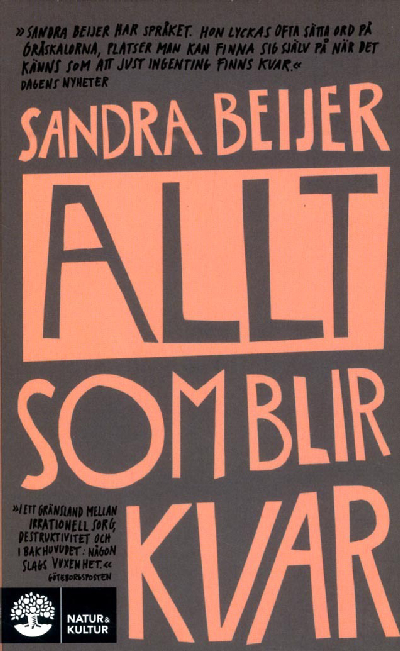 »SANDRA BEIJER HAR SPRÅKET. HON LYCKAS OFTA SÄTTA ORD PÅ
GRÅSKALORNA, PLATSER MAN KAN FINNA SIG SJÄLV PÅ NÄR DET
KÄNNS SOM ATT JUST INGENTING FINNS KVAR.«
DAGENS NYHETER
SANDRA BEIJER
ALLT
SOM BLIR
KVAR
»I ETT GRÄNSLAND MELLAN
IRRATIONELL SORG,
DESTRUKTIVITET OCH
I BAKHUVUDET: NÅGON
SLAGS VUXENHET.«
GÖTEBORGSPOSTEN
NATUR &
KULTUR